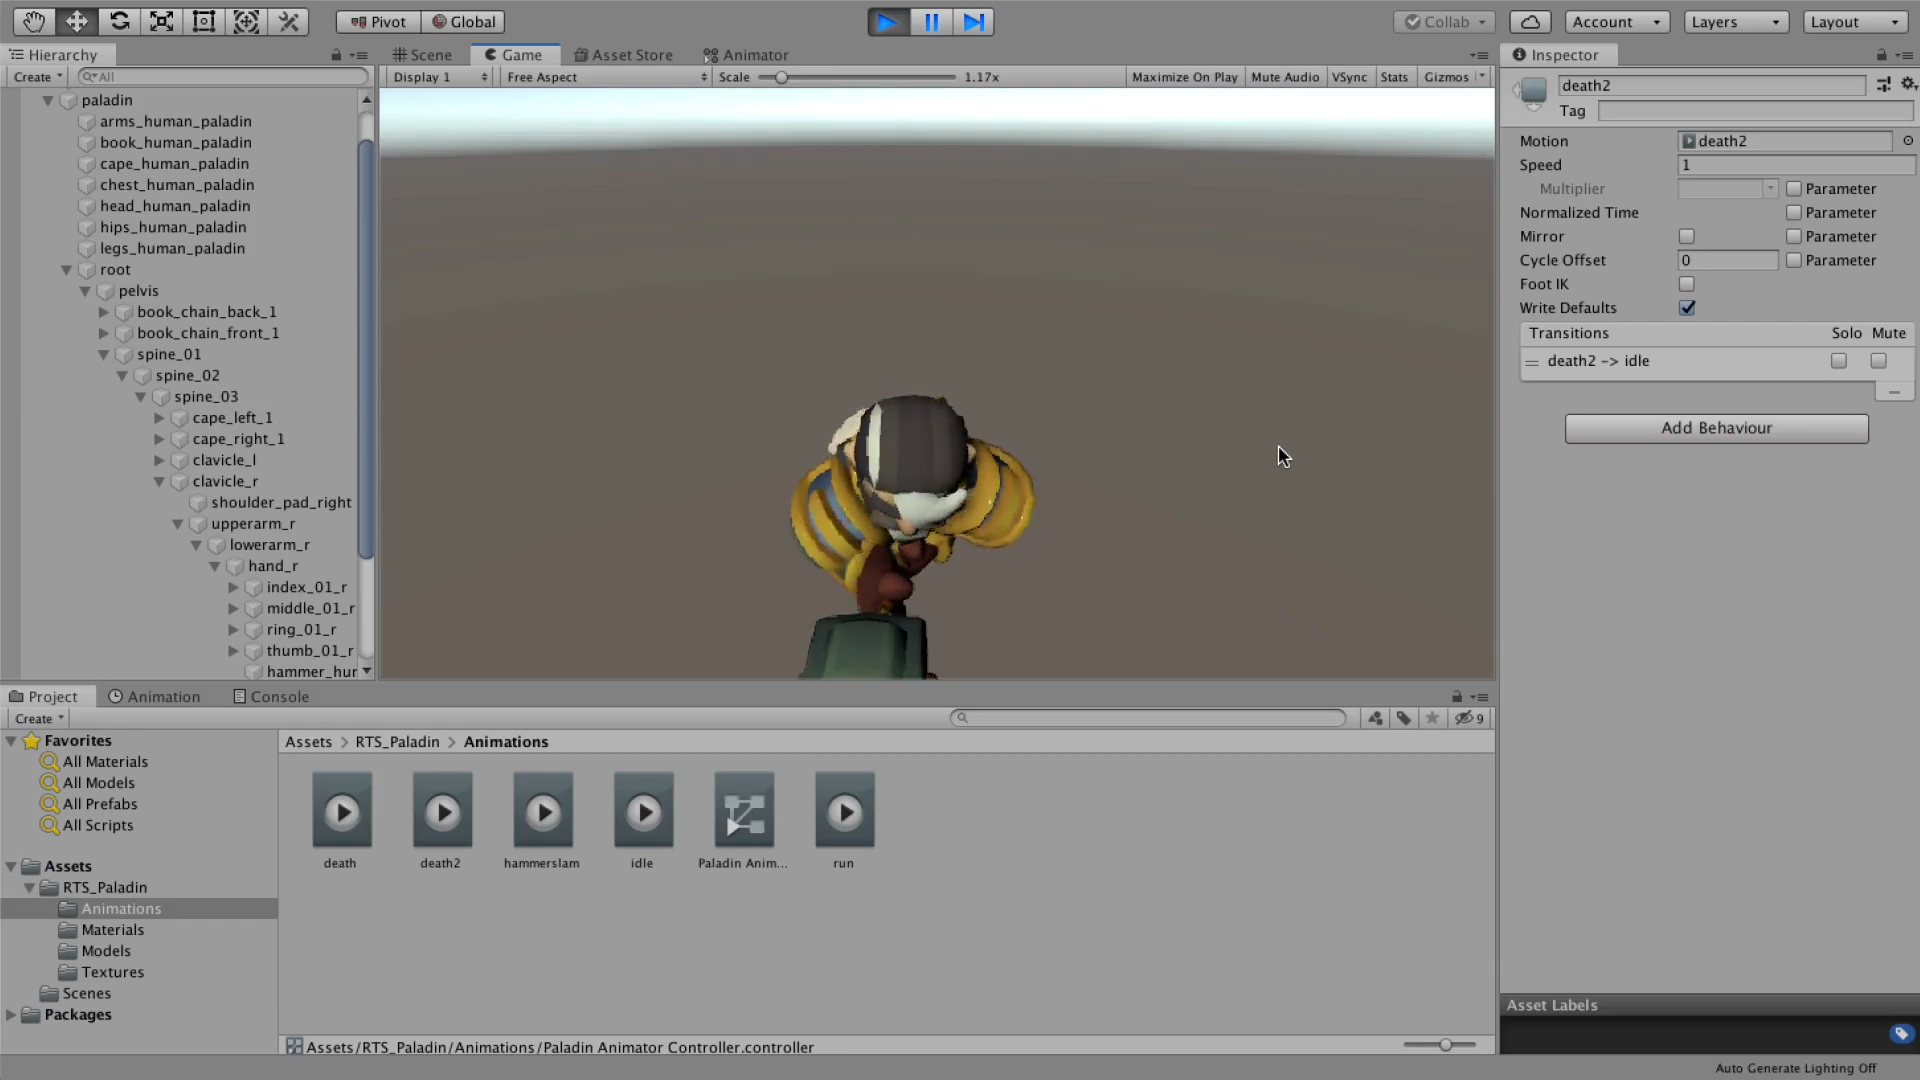 Pivot Global Collab Account Layers Layout
Hierarchy
Create All
paladin
arms_human_paladin
book_human_paladin
cape_human_paladin
chest_human_paladin
head_human_paladin
hips_human_paladin
legs_human_paladin
root
pelvis
book_chain_back_1
book_chain_front_1
spine_01
spine_02
spine_03
cape_left_1
cape_right_1
clavicle_l
clavicle_r
shoulder_pad_right
upperarm_r
lowerarm_r
hand_r
index_01_r
middle_01_r
ring_01_r
thumb_01_r
hammer_hur
Scene Game Asset Store Animator
Display 1 Free Aspect Scale 1.17x Maximize On Play Mute Audio VSync Stats Gizmos
Inspector
death2
Tag
Motion death2
Speed 1
Multiplier Parameter
Normalized Time Parameter
Mirror Parameter
Cycle Offset 0 Parameter
Foot IK
Write Defaults
Transitions Solo Mute
death2 -> idle
Add Behaviour
Project Animation Console
Create 9
Favorites
All Materials
All Models
All Prefabs
All Scripts
Assets
RTS_Paladin
Animations
Materials
Models
Textures
Scenes
Packages
Assets > RTS_Paladin > Animations
death death2 hammerslam idle Paladin Anim... run
Assets/RTS_Paladin/Animations/Paladin Animator Controller.controller
Asset Labels
Auto Generate Lighting Off